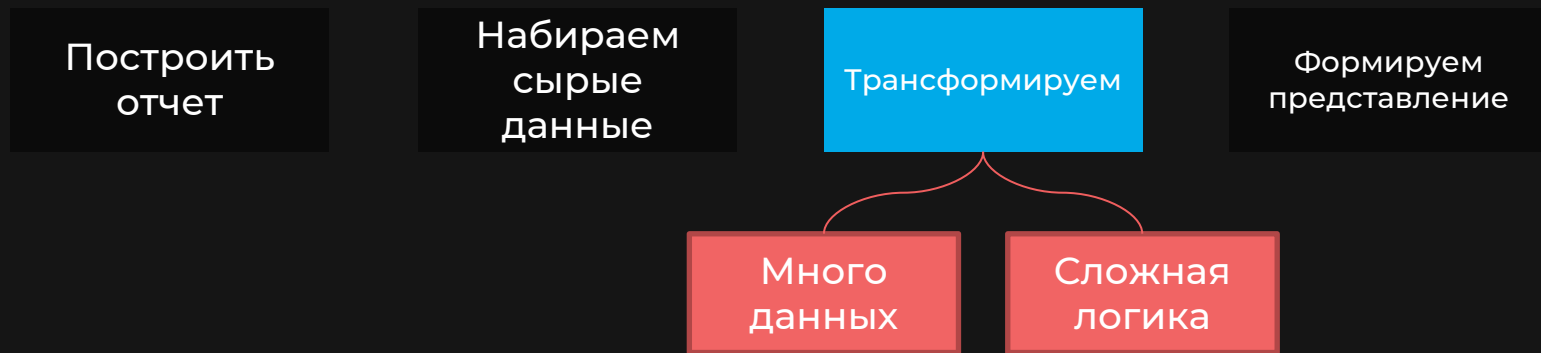 Построить
отчет
Набираем
сырые
данные
Трансформируем
Формируем
представление
Много
данных
Сложная
логика